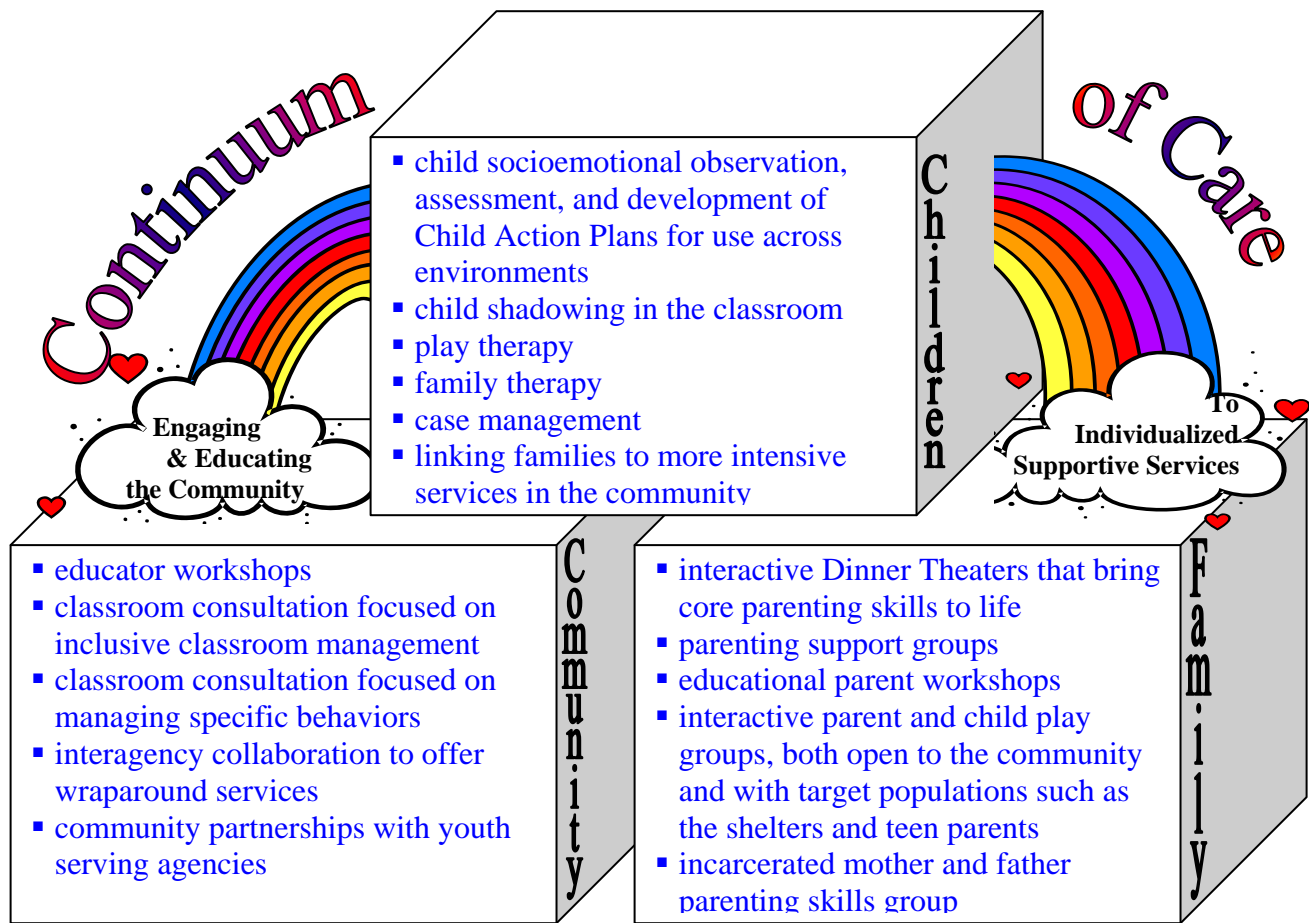 Continuum
of Care
▪ child socioemotional observation,
assessment, and development of
Child Action Plans for use across
environments
▪ child shadowing in the classroom
▪ play therapy
▪ family therapy
▪ case management
▪ linking families to more intensive
services in the community
Children
Engaging
& Educating
the Community
To
Individualized
Supportive Services
▪ educator workshops
▪ classroom consultation focused on
inclusive classroom management
▪ classroom consultation focused on
managing specific behaviors
▪ interagency collaboration to offer
wraparound services
▪ community partnerships with youth
serving agencies
Community
▪ interactive Dinner Theaters that bring
core parenting skills to life
▪ parenting support groups
▪ educational parent workshops
▪ interactive parent and child play
groups, both open to the community
and with target populations such as
the shelters and teen parents
▪ incarcerated mother and father
parenting skills group
Family